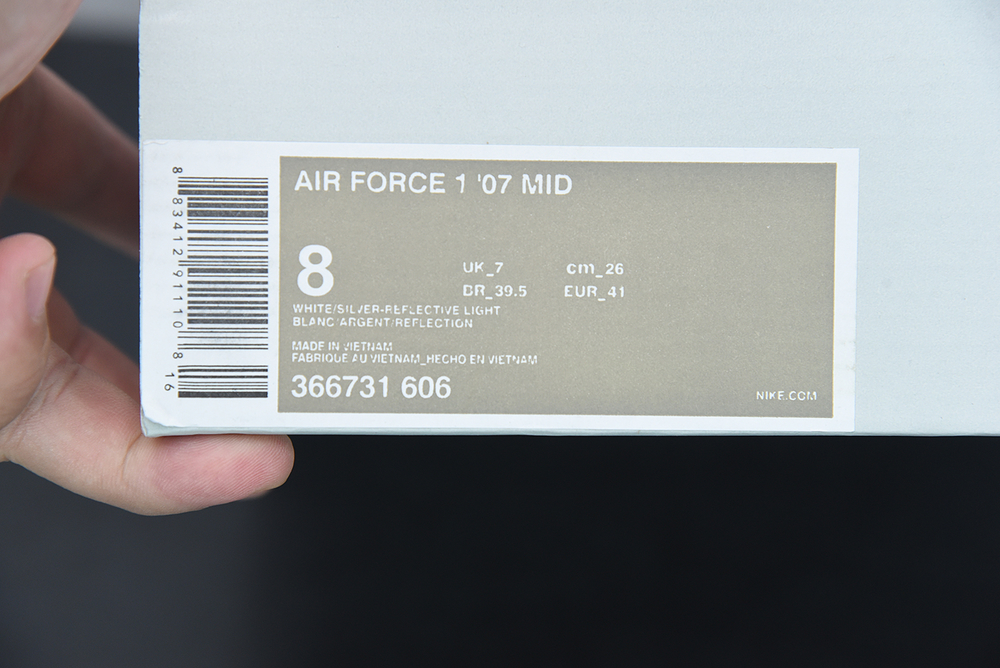 AIR FORCE 1 '07 MID
8
UK_7 cm_26
BR_39.5 EUR_41
WHITE/SILVER-REFLECTIVE LIGHT
BLANC/ARGENT/REFLECTION
MADE IN VIETNAM
FABRIQUE AU VIETNAM_HECHO EN VIETNAM
366731 606
NIKE.COM
8 83412 91110 8 16